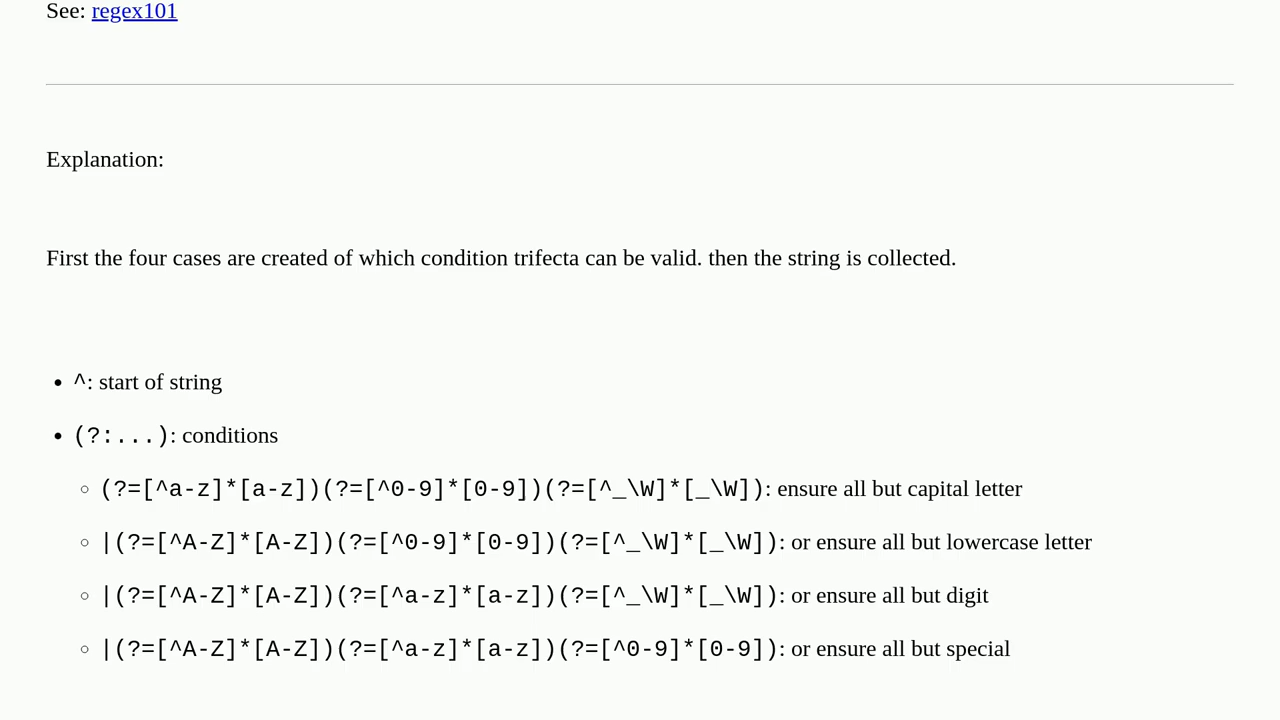 See: regex101
Explanation:
First the four cases are created of which condition trifecta can be valid. then the string is collected.
• ^: start of string
• (?:...): conditions
◦ (?=[^a-z]*[a-z])(?=[^0-9]*[0-9])(?=[^_\W]*[_\W]): ensure all but capital letter
◦ |(?=[^A-Z]*[A-Z])(?=[^0-9]*[0-9])(?=[^_\W]*[_\W]): or ensure all but lowercase letter
◦ |(?=[^A-Z]*[A-Z])(?=[^a-z]*[a-z])(?=[^_\W]*[_\W]): or ensure all but digit
◦ |(?=[^A-Z]*[A-Z])(?=[^a-z]*[a-z])(?=[^0-9]*[0-9]): or ensure all but special